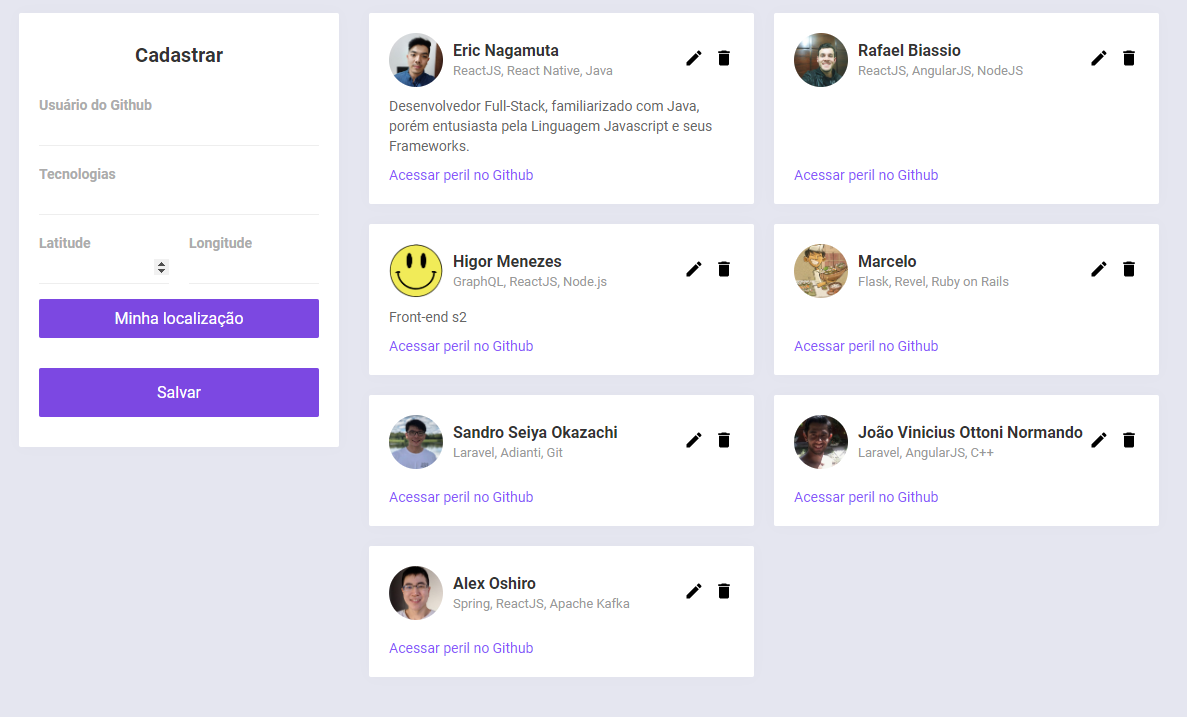 Cadastrar
Usuário do Github
Tecnologias
Latitude
Longitude
Minha localização
Salvar
Eric Nagamuta
ReactJS, React Native, Java
Desenvolvedor Full-Stack, familiarizado com Java,
porém entusiasta pela Linguagem Javascript e seus
Frameworks.
Acessar peril no Github
Rafael Biassio
ReactJS, AngularJS, NodeJS
Acessar peril no Github
Higor Menezes
GraphQL, ReactJS, Node.js
Front-end s2
Acessar peril no Github
Marcelo
Flask, Revel, Ruby on Rails
Acessar peril no Github
Sandro Seiya Okazachi
Laravel, Adianti, Git
Acessar peril no Github
João Vinicius Ottoni Normando
Laravel, AngularJS, C++
Acessar peril no Github
Alex Oshiro
Spring, ReactJS, Apache Kafka
Acessar peril no Github